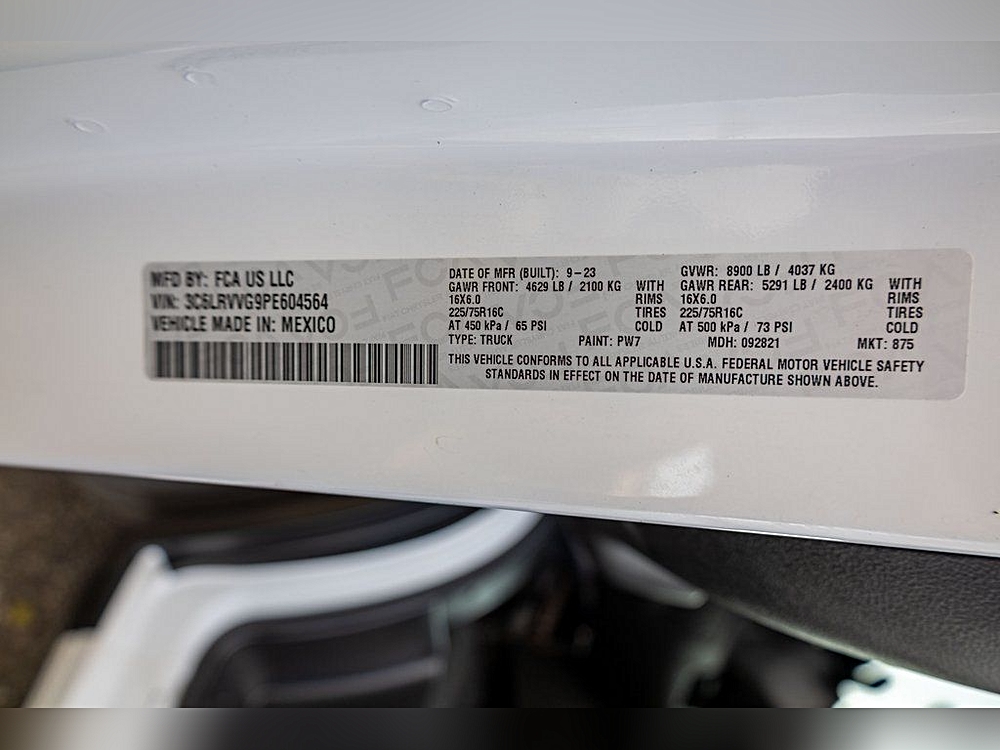 MFD BY: FCA US LLC
VIN: 3C6LRVVG9PE604564
VEHICLE MADE IN: MEXICO
DATE OF MFR (BUILT): 9-23 GVWR: 8900 LB / 4037 KG
GAWR FRONT: 4629 LB / 2100 KG WITH GAWR REAR: 5291 LB / 2400 KG WITH
16X6.0 RIMS 16X6.0 RIMS
225/75R16C TIRES 225/75R16C TIRES
AT 450 kPa / 65 PSI COLD AT 500 kPa / 73 PSI COLD
TYPE: TRUCK PAINT: PW7 MDH: 092821 MKT: 875
THIS VEHICLE CONFORMS TO ALL APPLICABLE U.S.A. FEDERAL MOTOR VEHICLE SAFETY
STANDARDS IN EFFECT ON THE DATE OF MANUFACTURE SHOWN ABOVE.